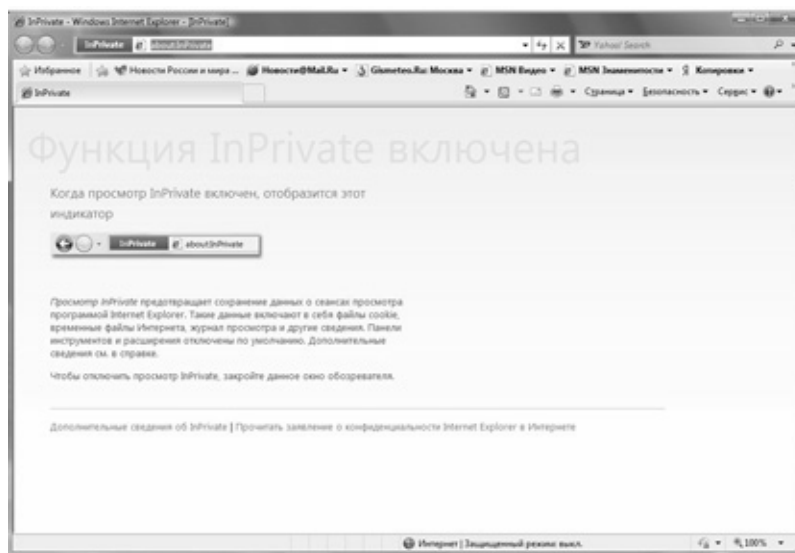 InPrivate - Windows Internet Explorer - [InPrivate]
InPrivate about:InPrivate Yahoo! Search
Избранное Новости России и мира ... Новости@Mail.Ru Gismeteo.Ru: Москва MSN Видео MSN Знаменитости Копировки
InPrivate Страница Безопасность Сервис
Функция InPrivate включена
Когда просмотр InPrivate включен, отобразится этот
индикатор
InPrivate about:InPrivate
Просмотр InPrivate предотвращает сохранение данных о сеансах просмотра
программой Internet Explorer. Такие данные включают в себя файлы cookie,
временные файлы Интернета, журнал просмотра и другие сведения. Панели
инструментов и расширения отключены по умолчанию. Дополнительные
сведения см. в справке.
Чтобы отключить просмотр InPrivate, закройте данное окно обозревателя.
Дополнительные сведения об InPrivate | Прочитать заявление о конфиденциальности Internet Explorer в Интернете
Интернет | Защищенный режим: выкл. 100%